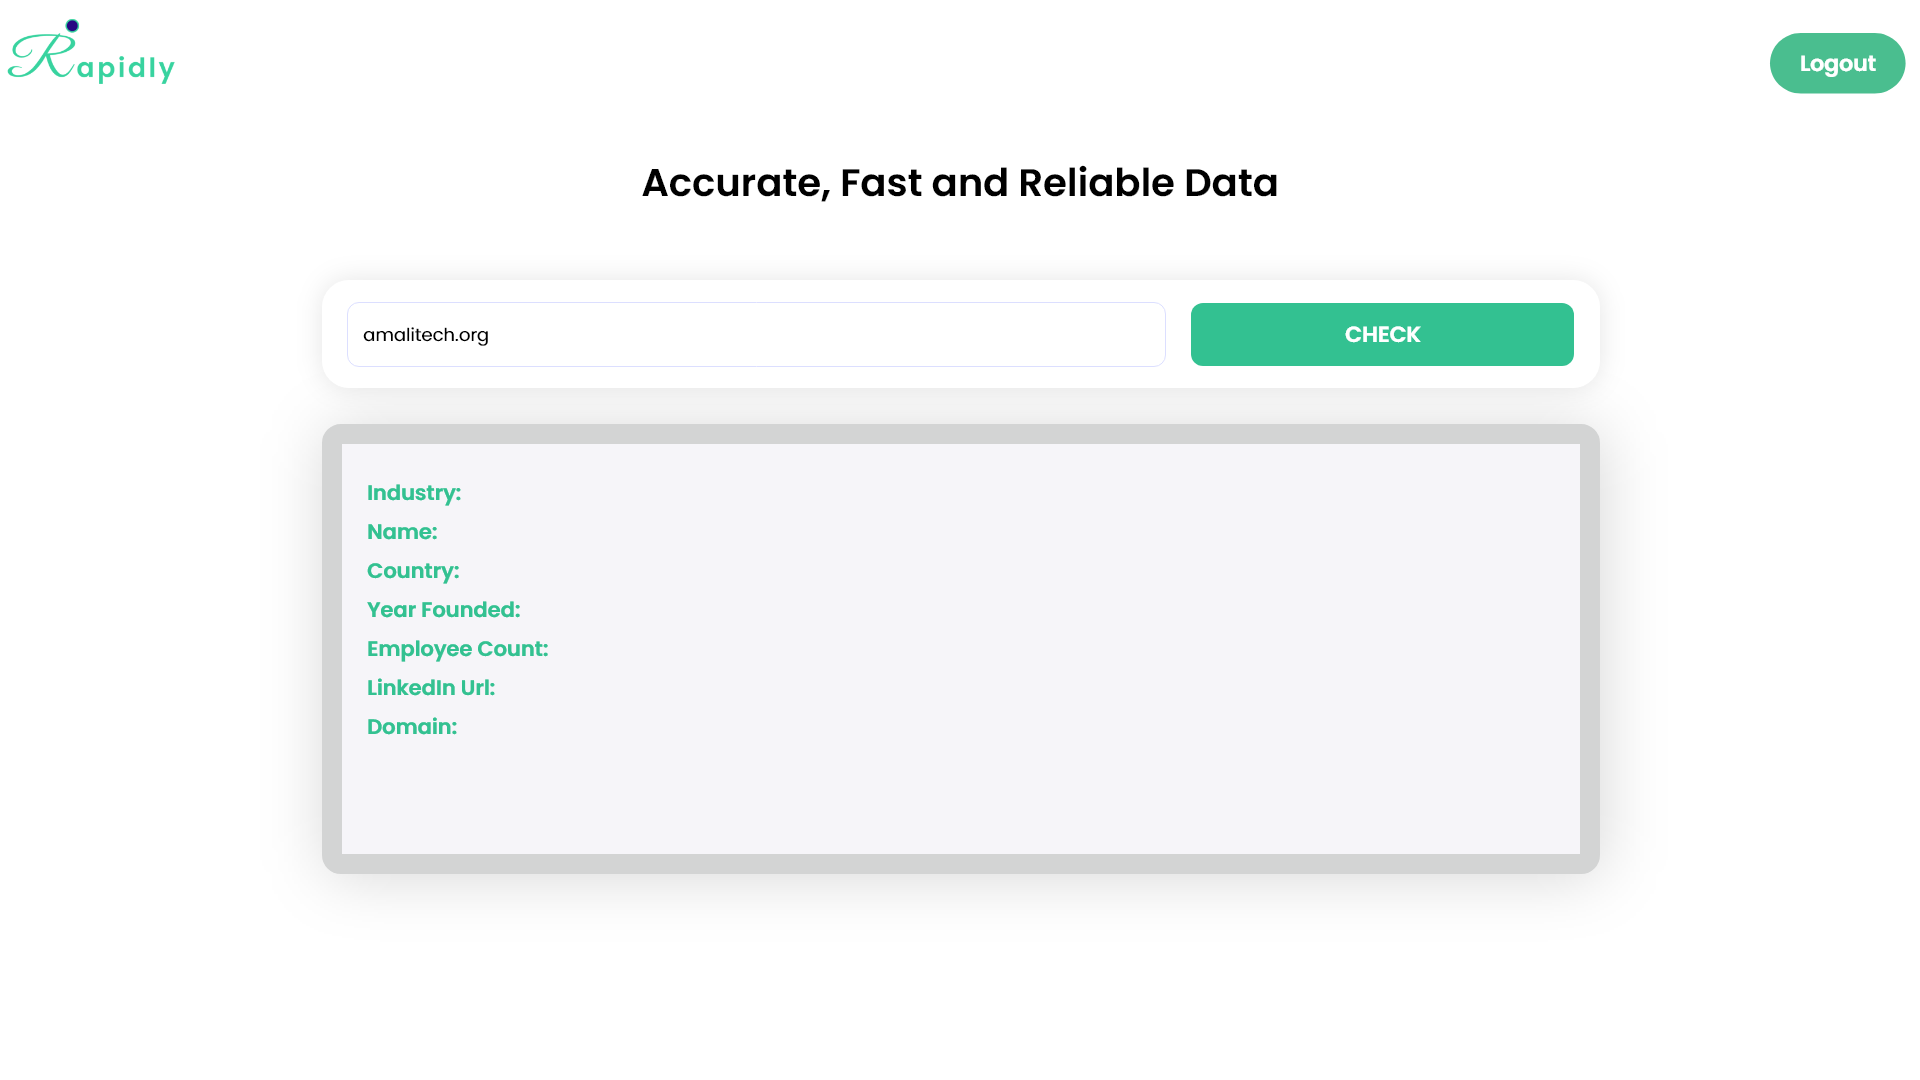 Rapidly
Logout
Accurate, Fast and Reliable Data
amalitech.org
CHECK
Industry:
Name:
Country:
Year Founded:
Employee Count:
LinkedIn Url:
Domain: